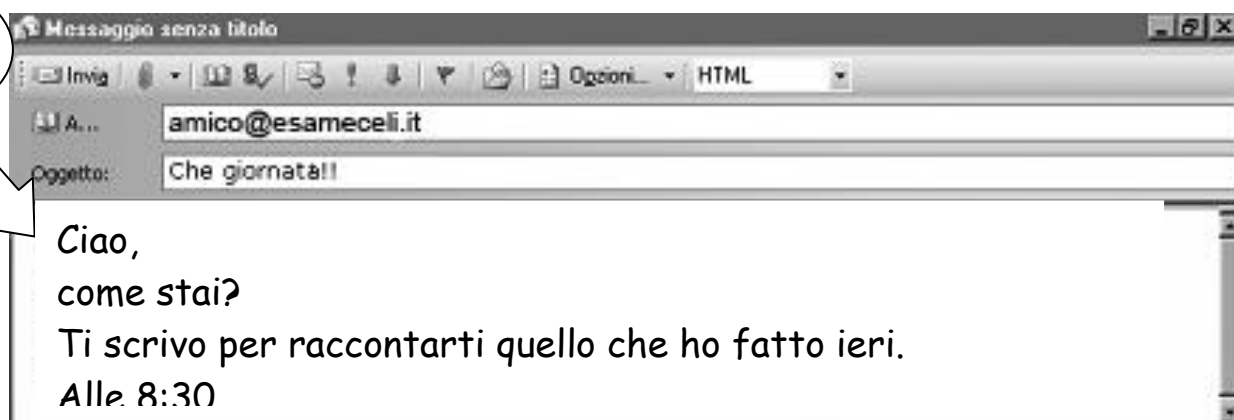 Messaggio senza titolo
Invia Opzioni... HTML
A... amico@esameceli.it
Oggetto: Che giornata!!
Ciao,
come stai?
Ti scrivo per raccontarti quello che ho fatto ieri.
Alle 8:30